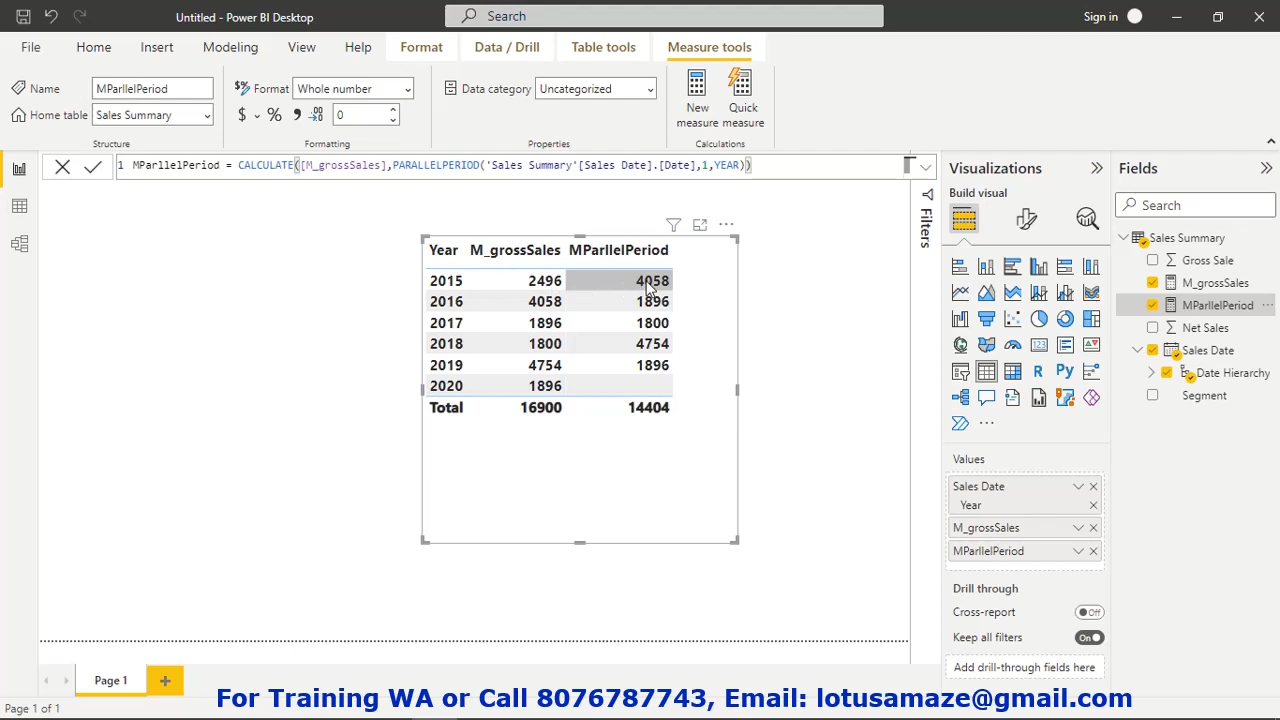 Untitled - Power BI Desktop
Search
Sign in
File
Home
Insert
Modeling
View
Help
Format
Data / Drill
Table tools
Measure tools
Name
MParllelPeriod
Home table
Sales Summary
Structure
Format
Whole number
$
%
0
Formatting
Data category
Uncategorized
Properties
New measure
Quick measure
Calculations
1 MParllelPeriod = CALCULATE([M_grossSales],PARALLELPERIOD('Sales Summary'[Sales Date].[Date],1,YEAR))
Year M_grossSales MParllelPeriod
2015 2496 4058
2016 4058 1896
2017 1896 1800
2018 1800 4754
2019 4754 1896
2020 1896
Total 16900 14404
Filters
Visualizations
Build visual
123
R
Py
Values
Sales Date
Year
M_grossSales
MParllelPeriod
Drill through
Cross-report
Off
Keep all filters
On
Add drill-through fields here
Fields
Search
Sales Summary
Gross Sale
M_grossSales
MParllelPeriod
Net Sales
Sales Date
Date Hierarchy
Segment
Page 1
For Training WA or Call 8076787743, Email: lotusamaze@gmail.com
Page 1 of 1